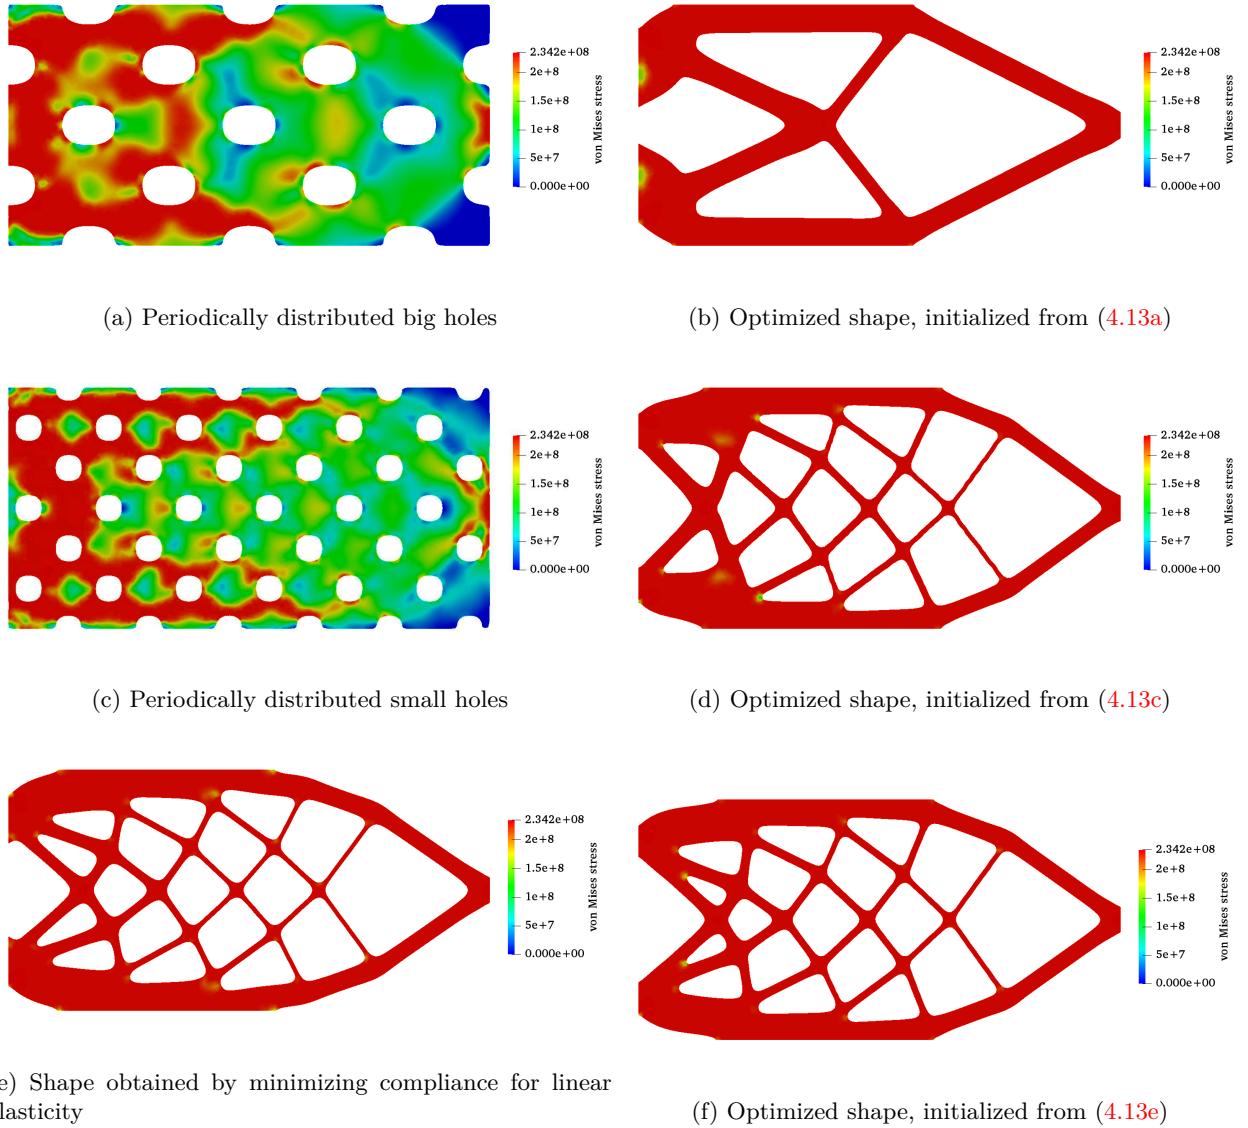 2.342e+08
2e+8
1.5e+8
1e+8
5e+7
0.000e+00
von Mises stress
2.342e+08
2e+8
1.5e+8
1e+8
5e+7
0.000e+00
von Mises stress
(a) Periodically distributed big holes
(b) Optimized shape, initialized from (4.13a)
2.342e+08
2e+8
1.5e+8
1e+8
5e+7
0.000e+00
von Mises stress
2.342e+08
2e+8
1.5e+8
1e+8
5e+7
0.000e+00
von Mises stress
(c) Periodically distributed small holes
(d) Optimized shape, initialized from (4.13c)
2.342e+08
2e+8
1.5e+8
1e+8
5e+7
0.000e+00
von Mises stress
2.342e+08
2e+8
1.5e+8
1e+8
5e+7
0.000e+00
von Mises stress
e) Shape obtained by minimizing compliance for linear
lasticity
(f) Optimized shape, initialized from (4.13e)